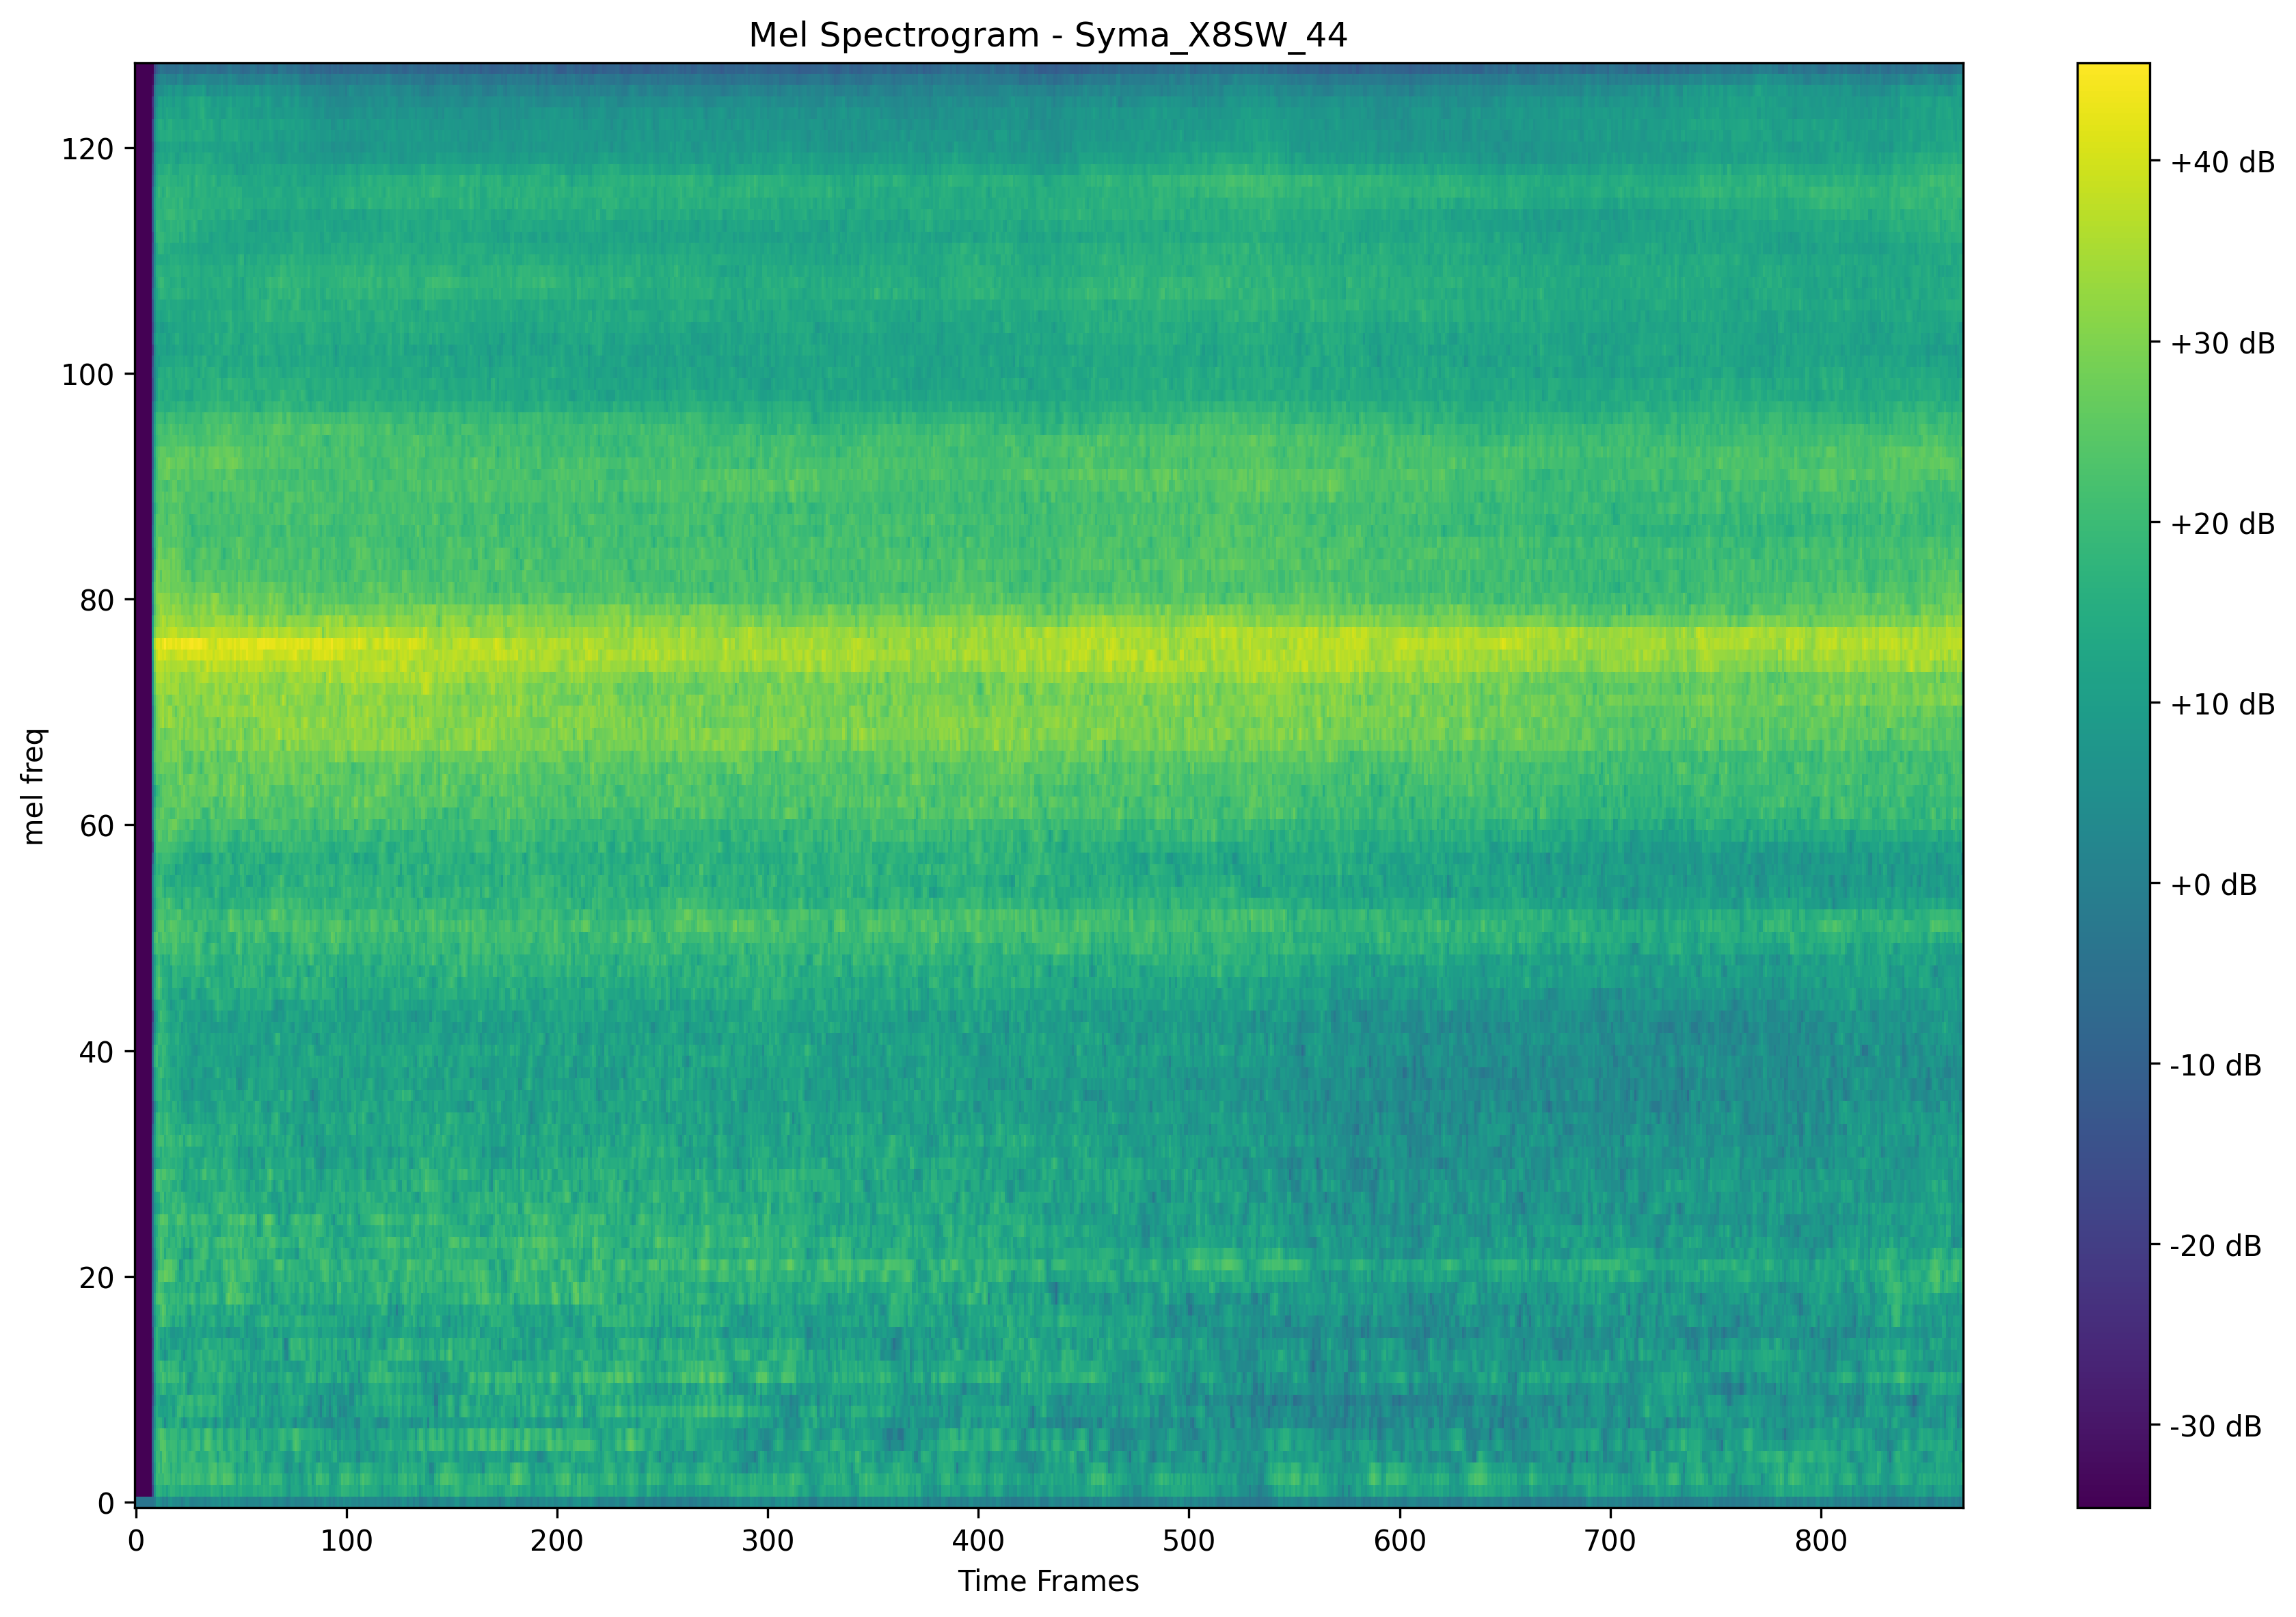 Mel Spectrogram - Syma_X8SW_44
mel freq
120
100
80
60
40
20
0
0 100 200 300 400 500 600 700 800
Time Frames
+40 dB
+30 dB
+20 dB
+10 dB
+0 dB
-10 dB
-20 dB
-30 dB